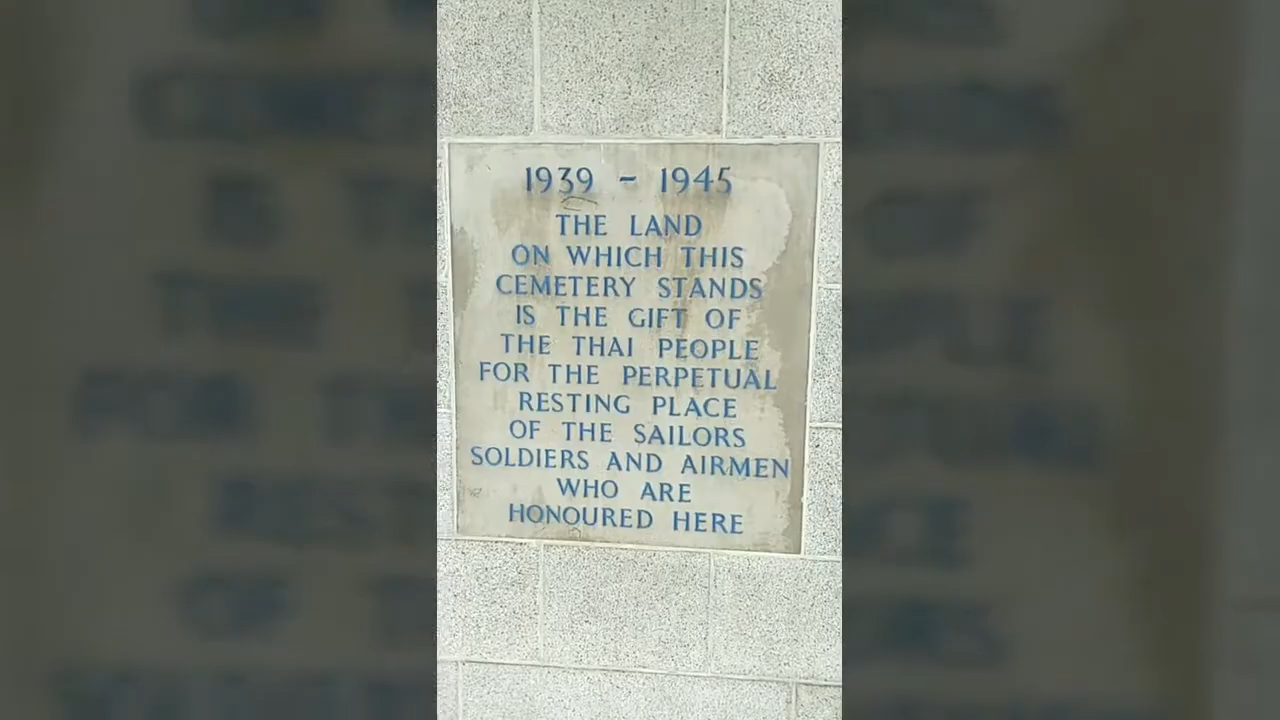 1939 - 1945
THE LAND
ON WHICH THIS
CEMETERY STANDS
IS THE GIFT OF
THE THAI PEOPLE
FOR THE PERPETUAL
RESTING PLACE
OF THE SAILORS
SOLDIERS AND AIRMEN
WHO ARE
HONOURED HERE